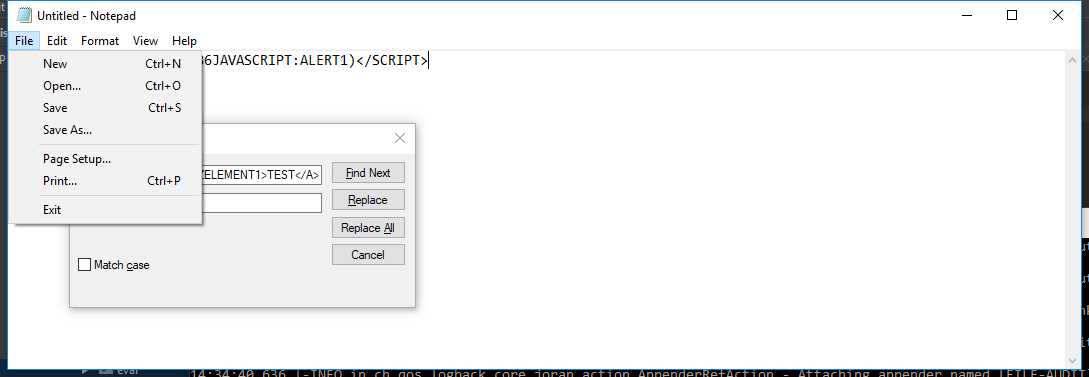 Untitled - Notepad
File Edit Format View Help
New Ctrl+N
36JAVASCRIPT:ALERT1)</SCRIPT>
Open... Ctrl+O
Save Ctrl+S
Save As...
Page Setup...
Print... Ctrl+P
Exit
ELEMENT1>TEST</A>
Find Next
Replace
Replace All
Cancel
Match case
eval
14:34:40,636 |-INFO in ch.qos.logback.core.joran.action.AppenderRefAction - Attaching appender named [FILE-AUDIT